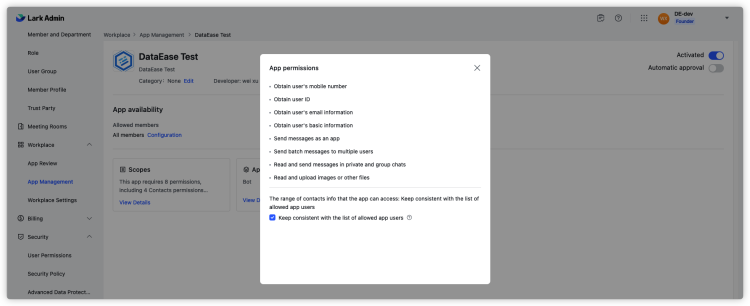 Lark Admin
DE-dev
Founder
Member and Department
Workplace > App Management > DataEase Test
Role
User Group
Member Profile
Trust Party
Meeting Rooms
Workplace
App Review
App Management
Workplace Settings
Billing
Security
User Permissions
Security Policy
Advanced Data Protect...
DataEase Test
DataEase Test
Category: None Edit
Developer: wei su
Activated
Automatic approval
App availability
Allowed members
All members Configuration
Scopes
This app requires 8 permissions,
including 4 Contacts permissions...
View Details
Ap
Bot
View D
App permissions
• Obtain user's mobile number
• Obtain user ID
• Obtain user's email information
• Obtain user's basic information
• Send messages as an app
• Send batch messages to multiple users
• Read and send messages in private and group chats
• Read and upload images or other files
The range of contacts info that the app can access: Keep consistent with the list of
allowed app users
Keep consistent with the list of allowed app users